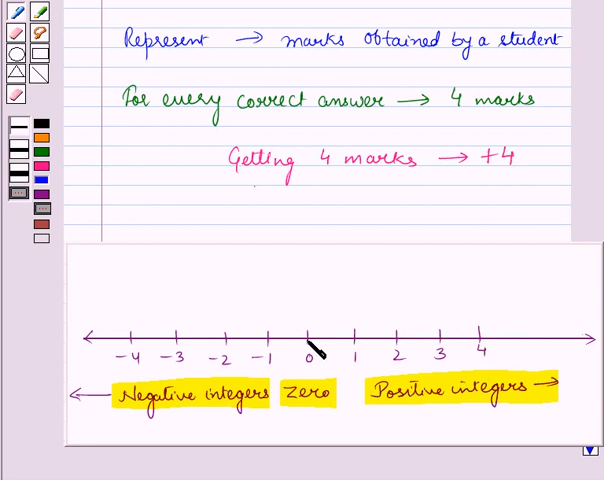 Represent → marks obtained by a student
For every correct answer → 4 marks
Getting 4 marks → +4
-4 -3 -2 -1 0 1 2 3 4
← Negative integers Zero Positive integers →